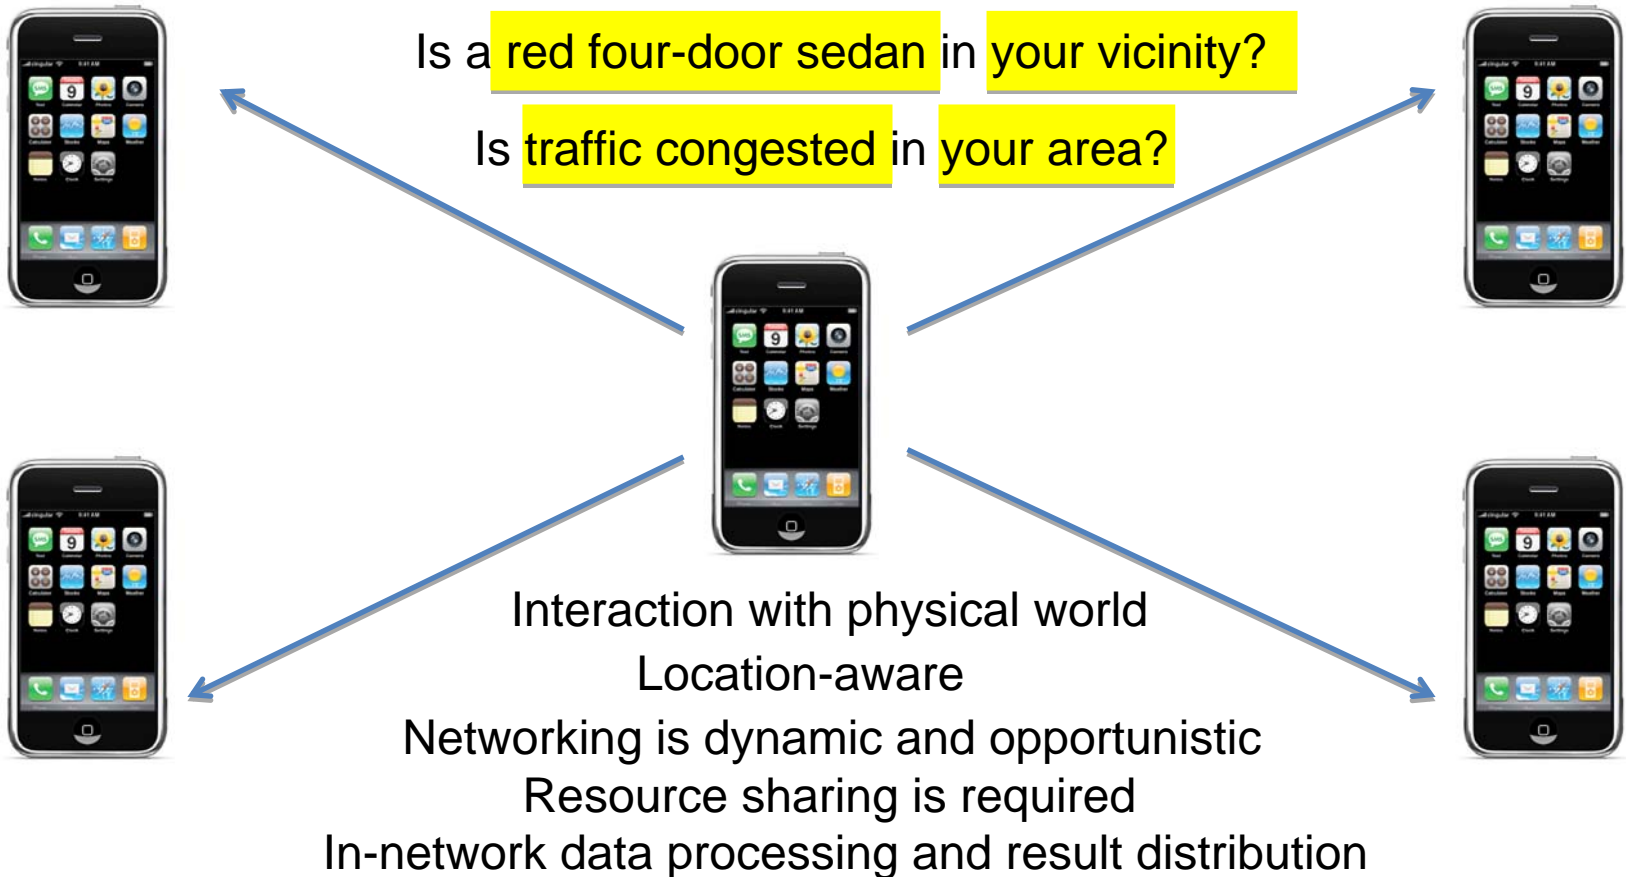 Is a red four-door sedan in your vicinity?
Is traffic congested in your area?
Interaction with physical world
Location-aware
Networking is dynamic and opportunistic
Resource sharing is required
In-network data processing and result distribution